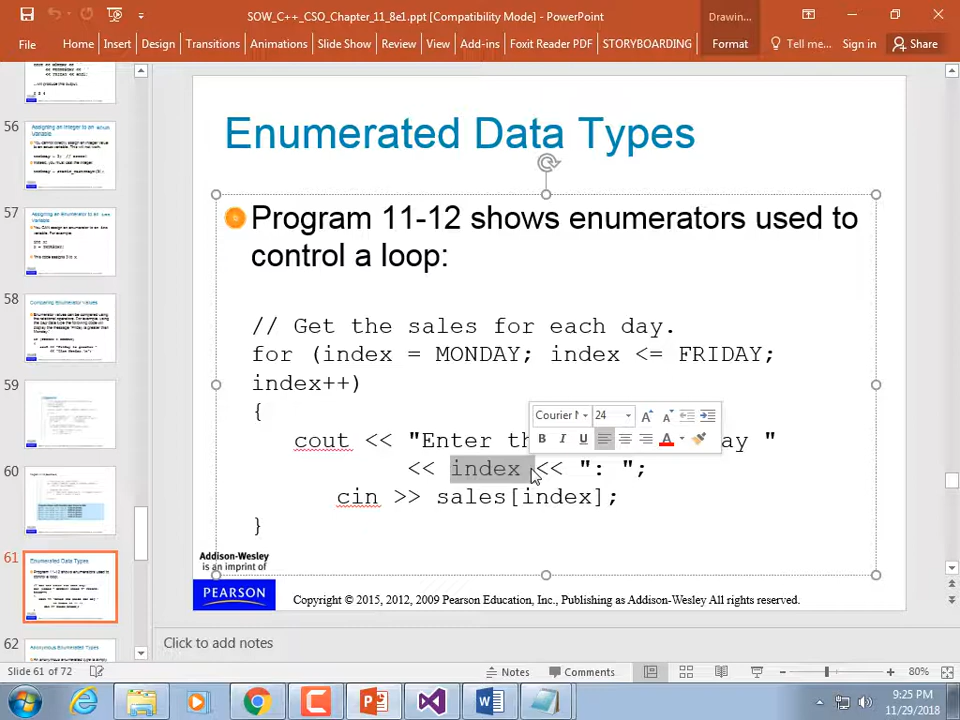 SOW_C++_CSO_Chapter_11_8e1.ppt [Compatibility Mode] - PowerPoint
Drawin...
File Home Insert Design Transitions Animations Slide Show Review View Add-ins Foxit Reader PDF STORYBOARDING Format Tell me... Sign in Share
56
57
58
59
60
61
62
Enumerated Data Types
Program 11-12 shows enumerators used to
control a loop:
// Get the sales for each day.
for (index = MONDAY; index <= FRIDAY;
index++)
{
Courier 24
B I U A
cout << "Enter th ay "
<< index << ": ";
cin >> sales[index];
}
Addison-Wesley
is an imprint of
PEARSON
Copyright © 2015, 2012, 2009 Pearson Education, Inc., Publishing as Addison-Wesley All rights reserved.
Click to add notes
Slide 61 of 72 Notes Comments 80%
9:25 PM
11/29/2018